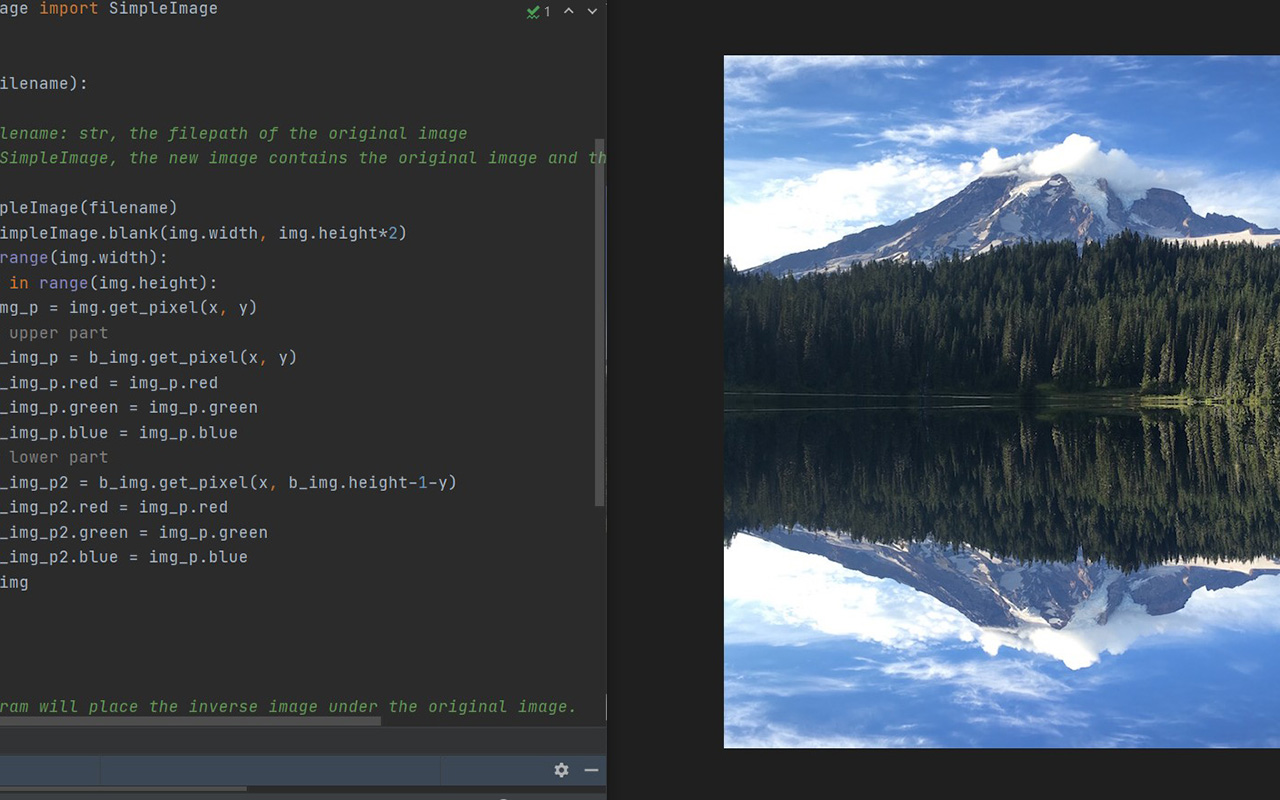 age import SimpleImage
1
ilename):
lename: str, the filepath of the original image
SimpleImage, the new image contains the original image and th
pleImage(filename)
impleImage.blank(img.width, img.height*2)
range(img.width):
in range(img.height):
mg_p = img.get_pixel(x, y)
upper part
_img_p = b_img.get_pixel(x, y)
_img_p.red = img_p.red
_img_p.green = img_p.green
_img_p.blue = img_p.blue
lower part
_img_p2 = b_img.get_pixel(x, b_img.height-1-y)
_img_p2.red = img_p.red
_img_p2.green = img_p.green
_img_p2.blue = img_p.blue
img
ram will place the inverse image under the original image.